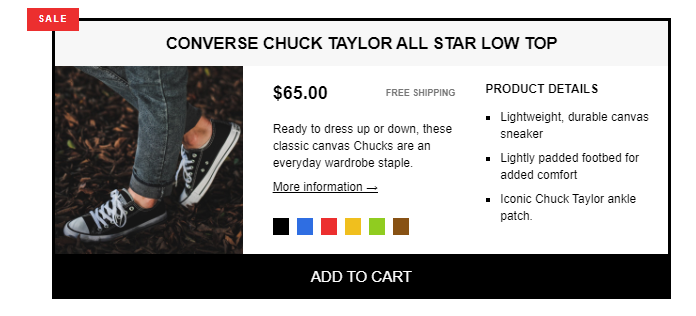 SALE
CONVERSE CHUCK TAYLOR ALL STAR LOW TOP
$65.00
FREE SHIPPING
Ready to dress up or down, these
classic canvas Chucks are an
everyday wardrobe staple.
More information →
PRODUCT DETAILS
Lightweight, durable canvas
sneaker
Lightly padded footbed for
added comfort
Iconic Chuck Taylor ankle
patch.
ADD TO CART